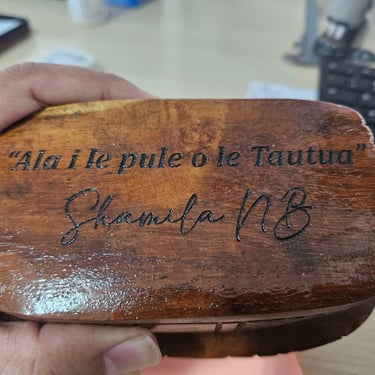 "Ala i le pule o le Tautua"
Shamila NB